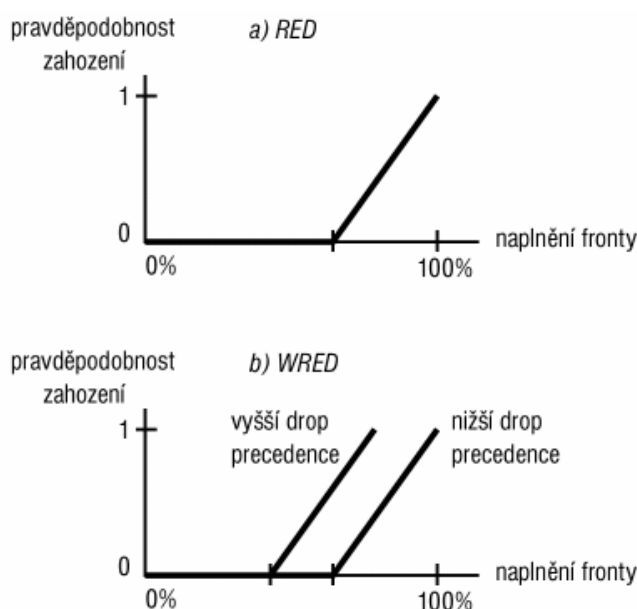 pravděpodobnost
zahození
a) RED
1
0
0%
100%
naplnění fronty
pravděpodobnost
zahození
b) WRED
vyšší drop
precedence
nižší drop
precedence
1
0
0%
100%
naplnění fronty